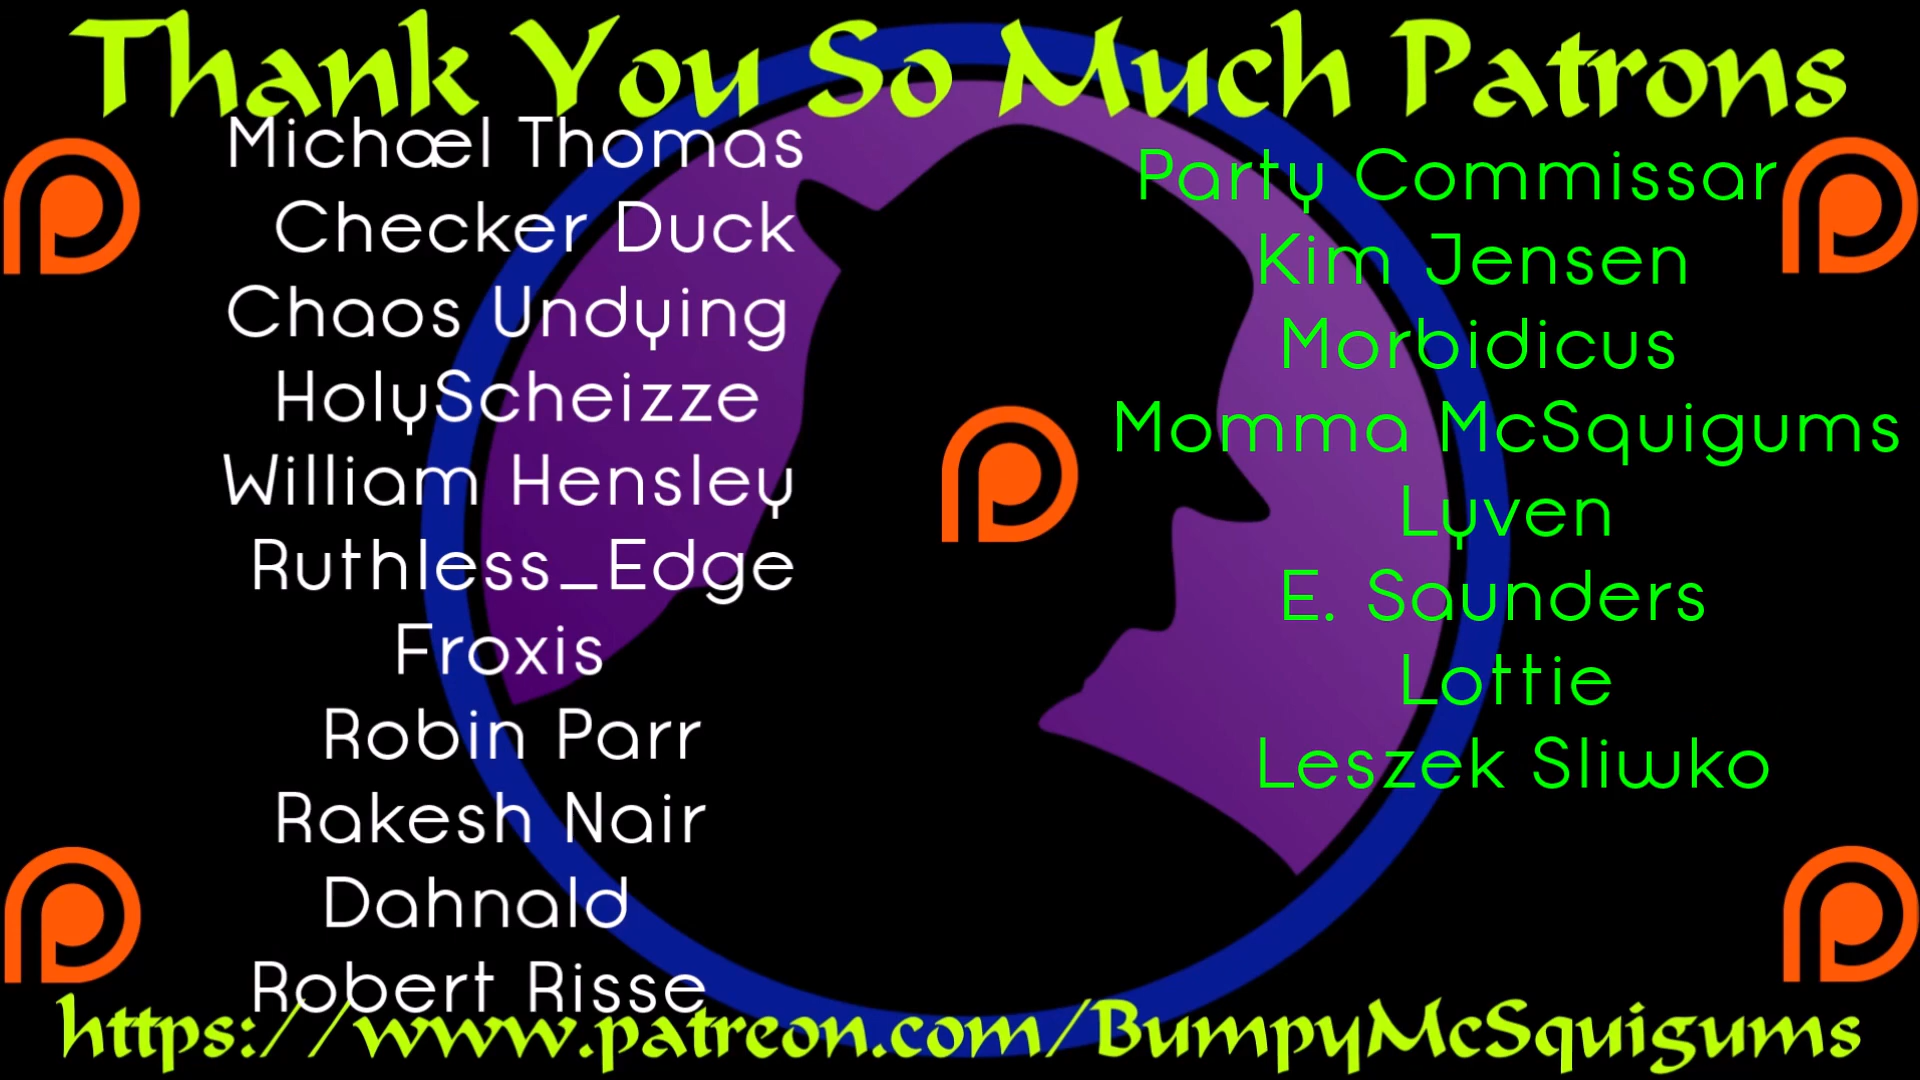 Thank You So Much Patrons
Michael Thomas
Checker Duck
Chaos Undying
HolyScheizze
William Hensley
Ruthless_Edge
Froxis
Robin Parr
Rakesh Nair
Dahnald
Robert Risse
Party Commissar
Kim Jensen
Morbidicus
Momma McSquigums
Lyven
E. Saunders
Lottie
Leszek Sliwko
https://www.patreon.com/BumpyMcSquigums